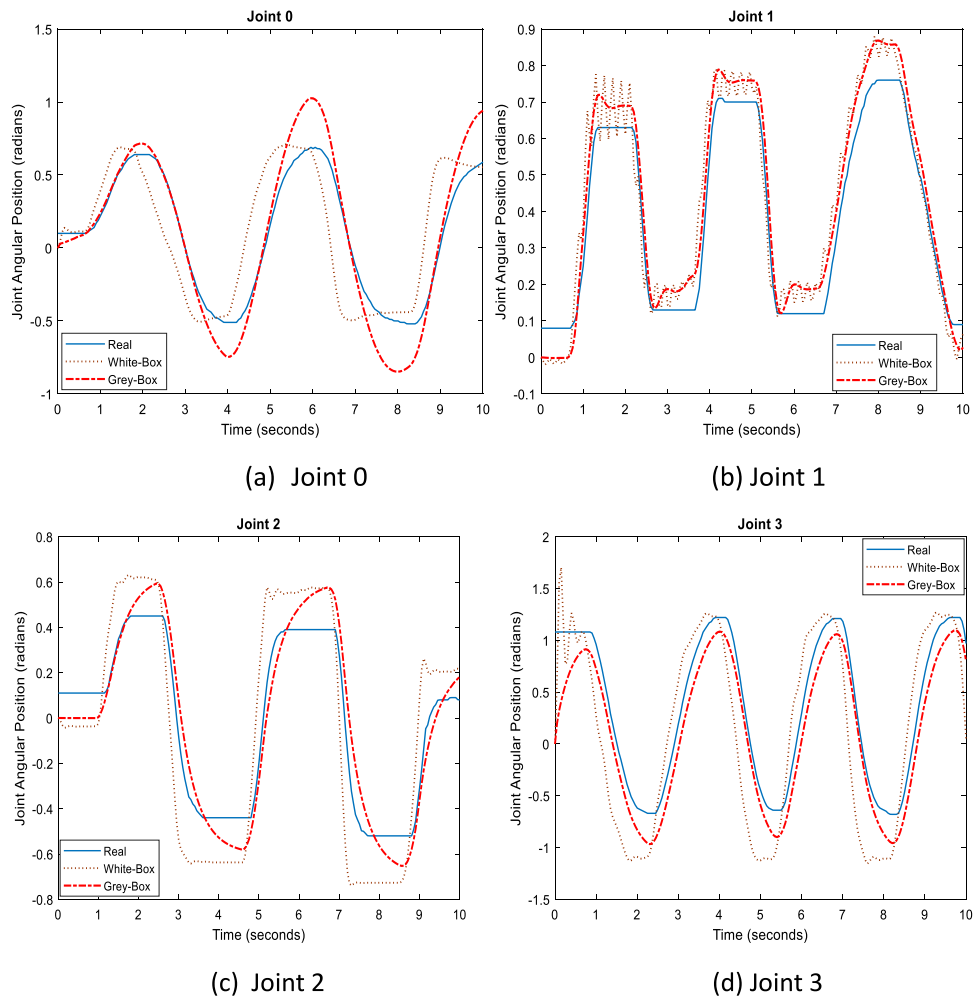 Joint 0
Joint Angular Position (radians)
1.5
1
0.5
0
-0.5
-1
0 1 2 3 4 5 6 7 8 9 10
Time (seconds)
Real
White-Box
Grey-Box
(a) Joint 0
Joint 1
Joint Angular Position (radians)
0.9
0.8
0.7
0.6
0.5
0.4
0.3
0.2
0.1
0
-0.1
0 1 2 3 4 5 6 7 8 9 10
Time (seconds)
Real
White-Box
Grey-Box
(b) Joint 1
Joint 2
Joint Angular Position (radians)
0.8
0.6
0.4
0.2
0
-0.2
-0.4
-0.6
-0.8
0 1 2 3 4 5 6 7 8 9 10
Time (seconds)
Real
White-Box
Grey-Box
(c) Joint 2
Joint 3
Joint Angular Position (radians)
2
1.5
1
0.5
0
-0.5
-1
-1.5
0 1 2 3 4 5 6 7 8 9 10
Time (seconds)
Real
White-Box
Grey-Box
(d) Joint 3